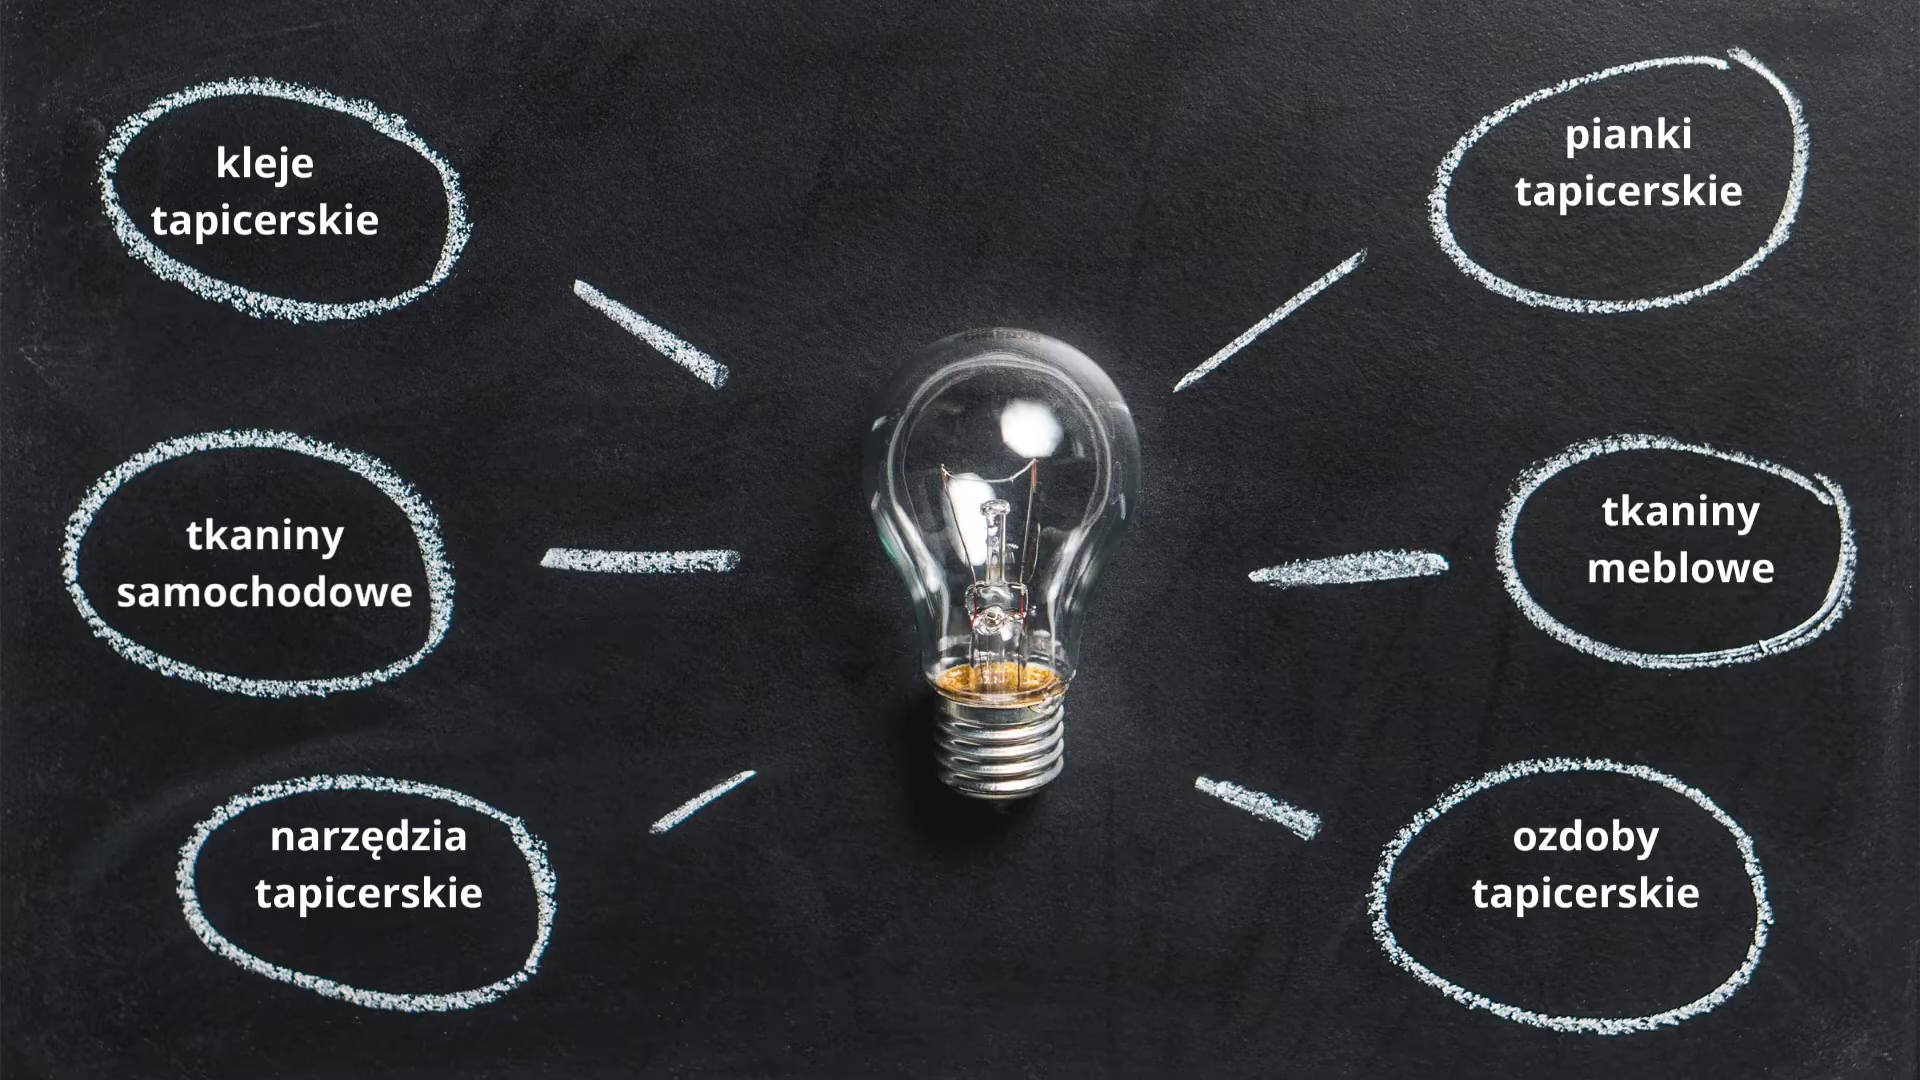 kleje
tapicerskie
pianki
tapicerskie
tkaniny
samochodowe
tkaniny
meblowe
narzędzia
tapicerskie
ozdoby
tapicerskie